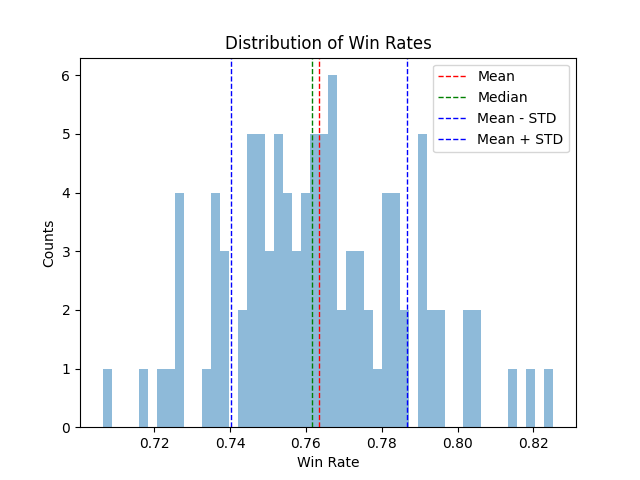 Distribution of Win Rates
6
5
4
3
2
1
0
Counts
Mean
Median
Mean - STD
Mean + STD
0.72 0.74 0.76 0.78 0.80 0.82
Win Rate